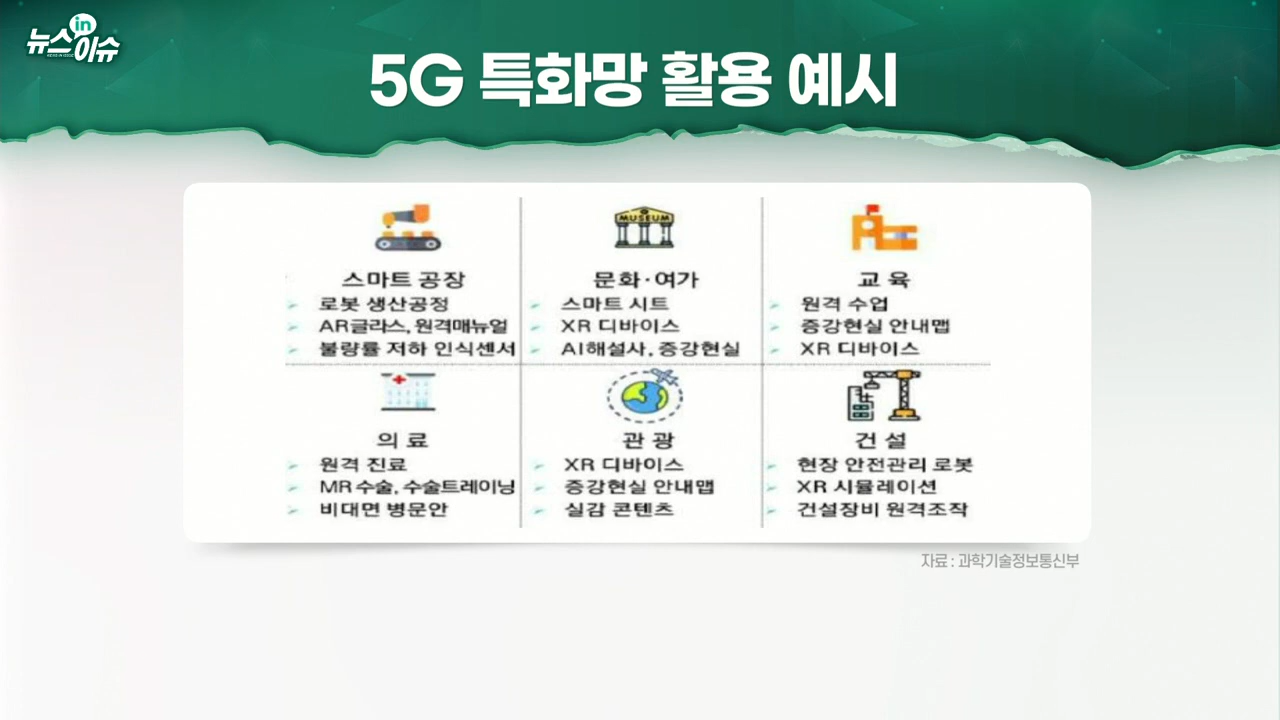 뉴스in이슈
5G 특화망 활용 예시
MUSEUM
스마트 공장
로봇 생산공정
AR글라스, 원격매뉴얼
불량률 저하 인식센서
문화·여가
스마트 시트
XR 디바이스
AI해설사, 증강현실
교육
원격 수업
증강현실 안내맵
XR 디바이스
의료
원격 진료
MR 수술, 수술트레이닝
비대면 병문안
관광
XR 디바이스
증강현실 안내맵
실감 콘텐츠
건설
현장 안전관리 로봇
XR 시뮬레이션
건설장비 원격조작
자료 : 과학기술정보통신부